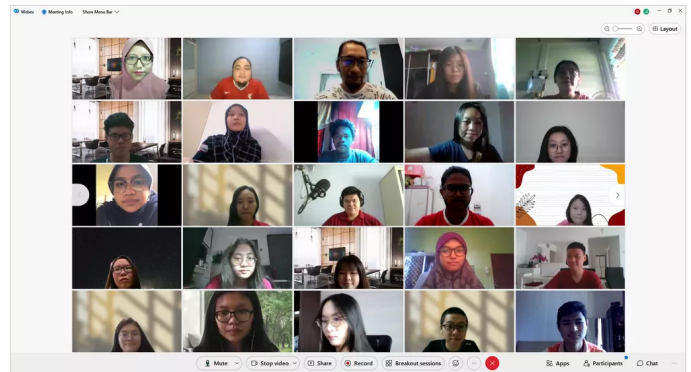 Webex Meeting Info Show Menu Bar
Layout
Mute Stop video Share Record Breakout sessions Apps Participants Chat